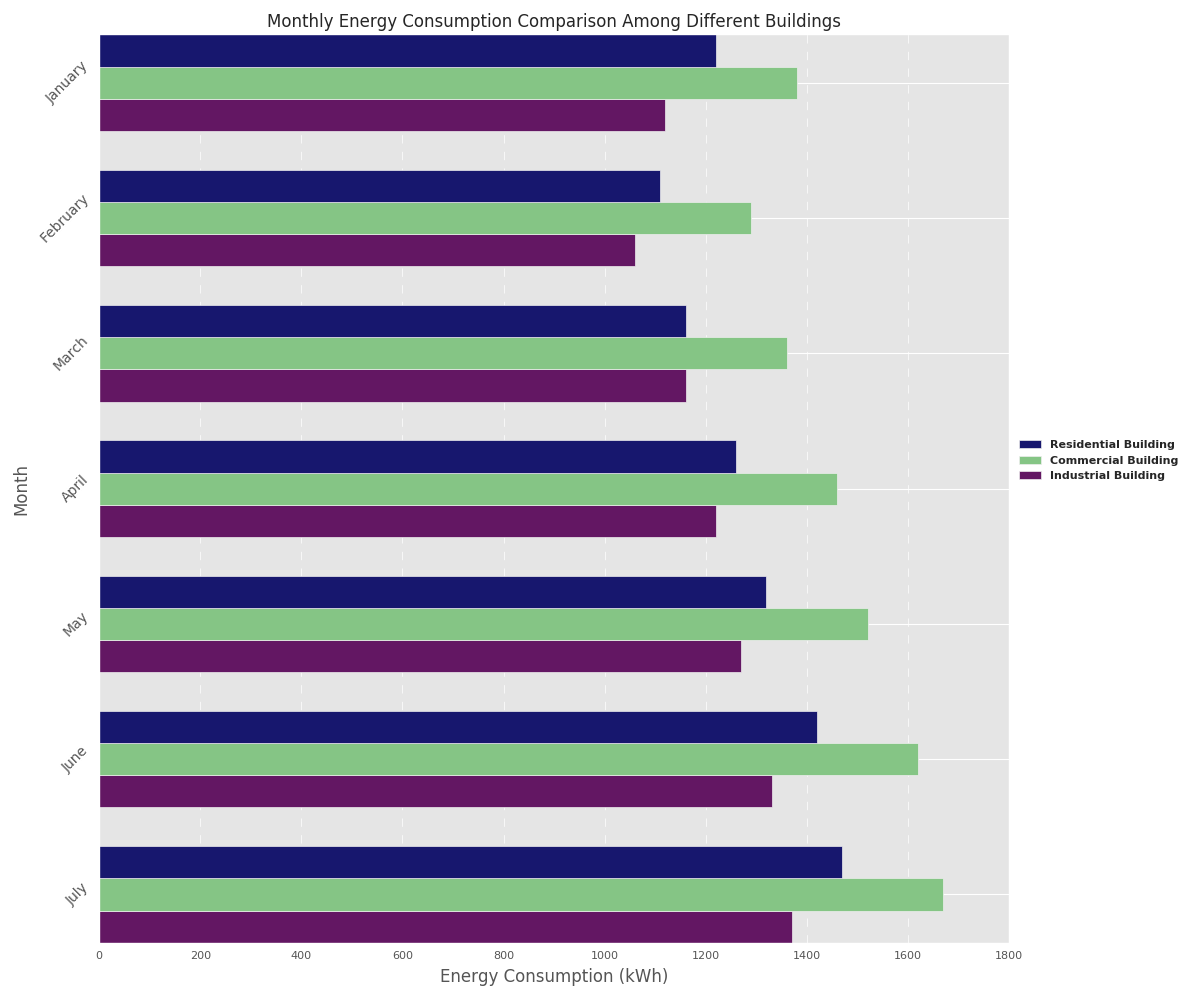 Monthly Energy Consumption Comparison Among Different Buildings
January
February
March
April
May
June
July
Month
0 200 400 600 800 1000 1200 1400 1600 1800
Energy Consumption (kWh)
Residential Building
Commercial Building
Industrial Building